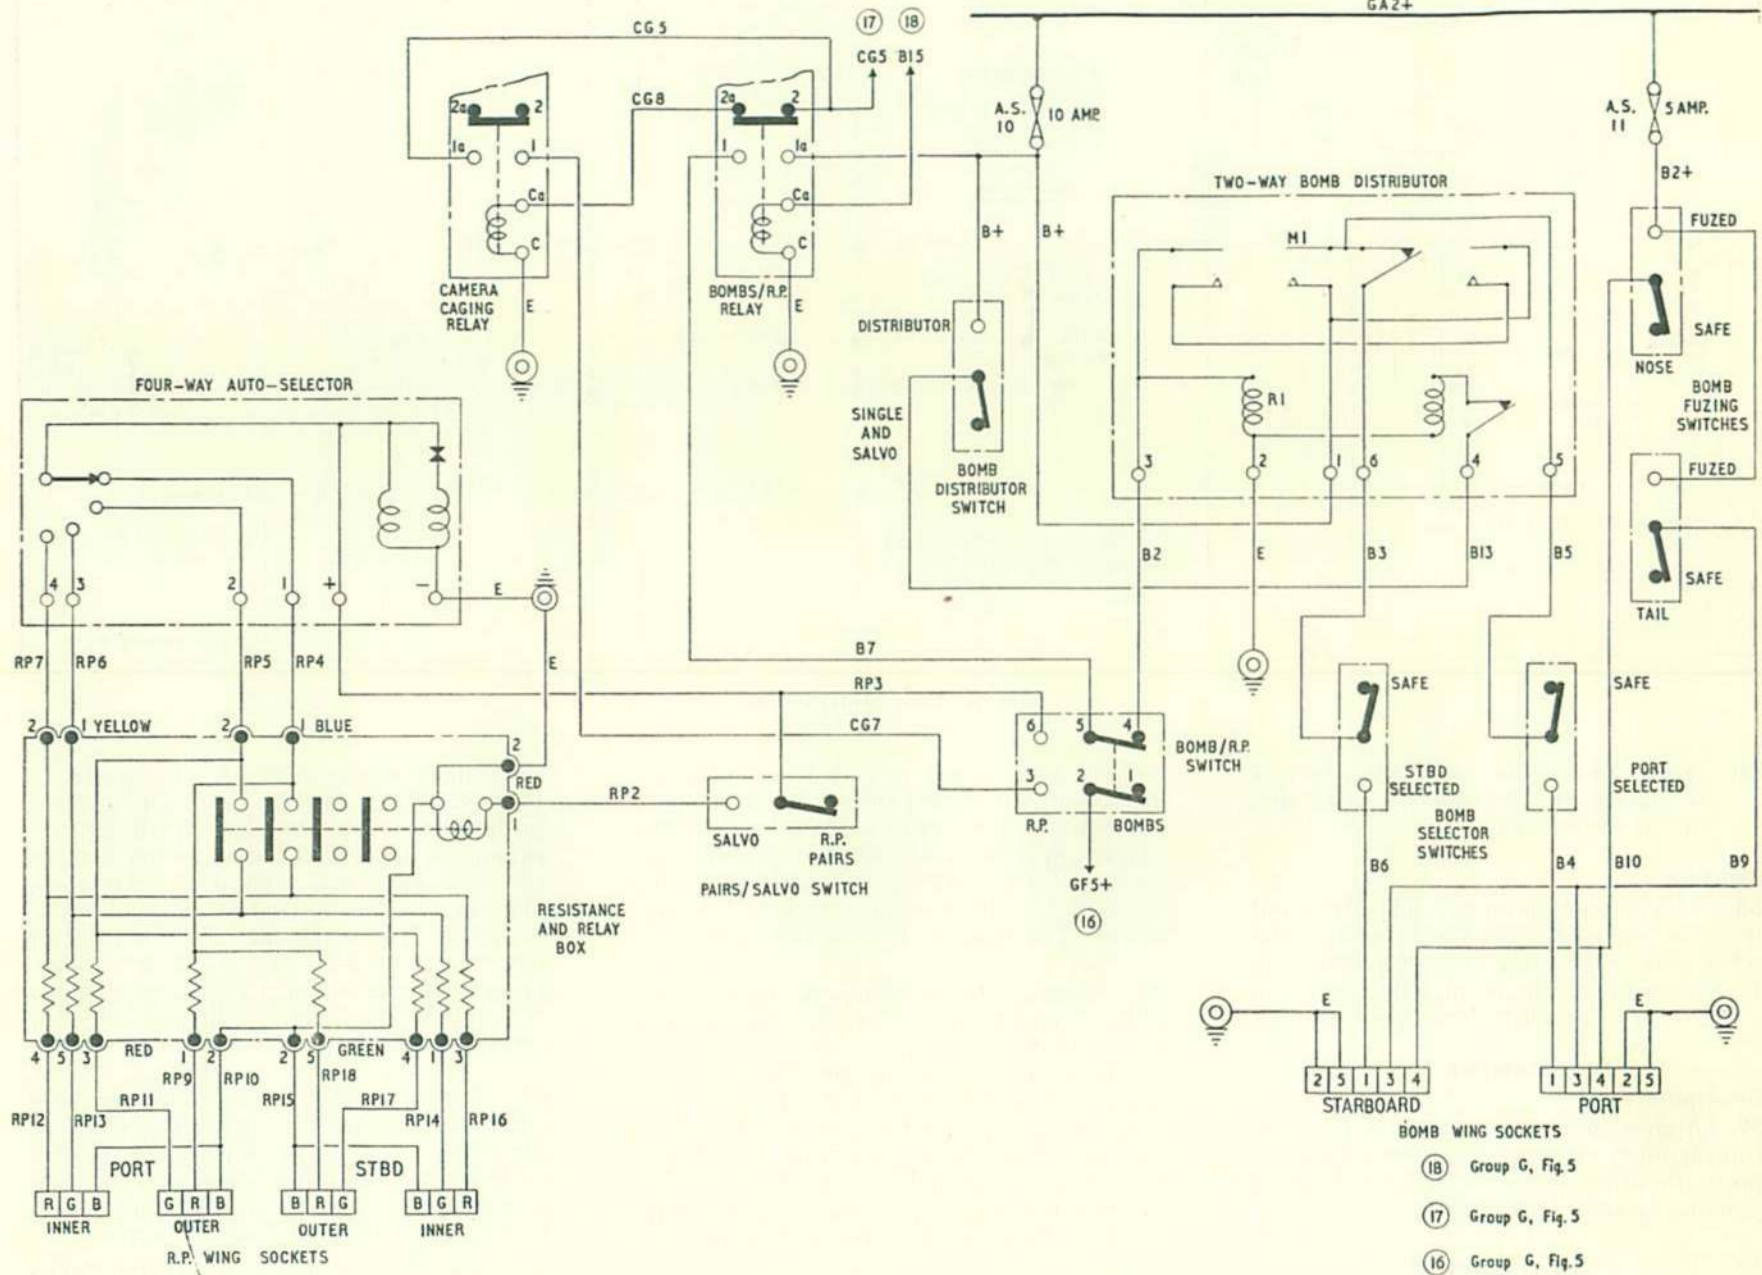 GA2+
17 18
CG5
CG5 B15
2a 2
CG8
2a 2
A.S. 10
10 AMP.
A.S. 11
5 AMP.
1a 1
1 1a
B2+
Ca
Ca
TWO-WAY BOMB DISTRIBUTOR
FUZED
B+
B+
C
C
M1
CAMERA CAGING RELAY
E
BOMBS/R.P. RELAY
E
DISTRIBUTOR
SAFE
NOSE
FOUR-WAY AUTO-SELECTOR
R1
BOMB FUZING SWITCHES
SINGLE AND SALVO
BOMB DISTRIBUTOR SWITCH
3 2 1 6 4 5
FUZED
B2 E B3 B13 B5
4 3 2 1 + -
E
SAFE
TAIL
RP7 RP6 RP5 RP4
E
B7
RP3
SAFE
SAFE
2 1 YELLOW 2 1 BLUE
CG7
6 5 4
BOMB/R.P. SWITCH
2
RED
1
RP2
3 2 1
STBD SELECTED
PORT SELECTED
R.P. BOMBS
SALVO
R.P. PAIRS
BOMB SELECTOR SWITCHES
PAIRS/SALVO SWITCH
GF5+
16
B6 B4 B10 B9
RESISTANCE AND RELAY BOX
E
E
4 5 3 RED 1 2 2 5 GREEN 4 1 3
RP9 RP10 RP18
RP11 RP15 RP17
RP12 RP13 RP14 RP16
2 5 1 3 4
1 3 4 2 5
STARBOARD
PORT
BOMB WING SOCKETS
PORT STBD
18 Group G, Fig. 5
R G B
G R B
B R G
B G R
INNER
OUTER
OUTER
INNER
17 Group G, Fig. 5
R.P. WING SOCKETS
16 Group G, Fig. 5